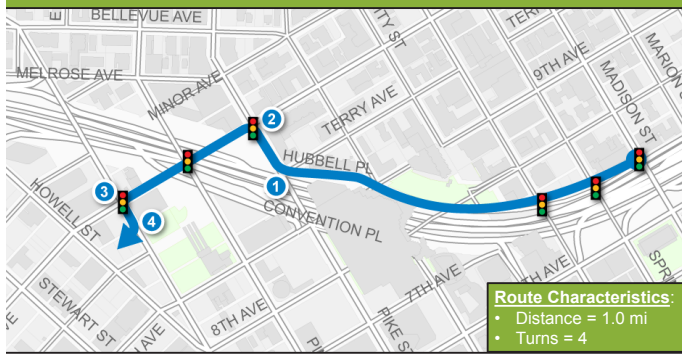 BELLEVUE AVE
MELROSE AVE
MINOR AVE
TERRY AVE
9TH AVE
MADISON ST
2
HUBBELL PL
1
3
4
HOWELL ST
CONVENTION PL
STEWART ST
8TH AVE
7TH AVE
PIKE ST
Route Characteristics:
• Distance = 1.0 mi
• Turns = 4